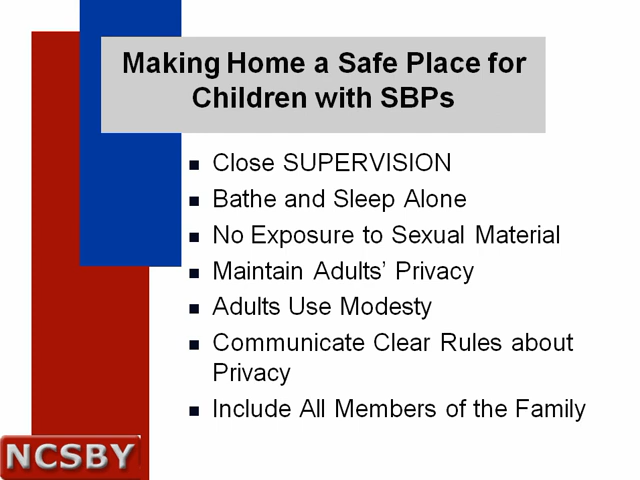 Making Home a Safe Place for
Children with SBPs
Close SUPERVISION
Bathe and Sleep Alone
No Exposure to Sexual Material
Maintain Adults’ Privacy
Adults Use Modesty
Communicate Clear Rules about
Privacy
Include All Members of the Family
NCSBY